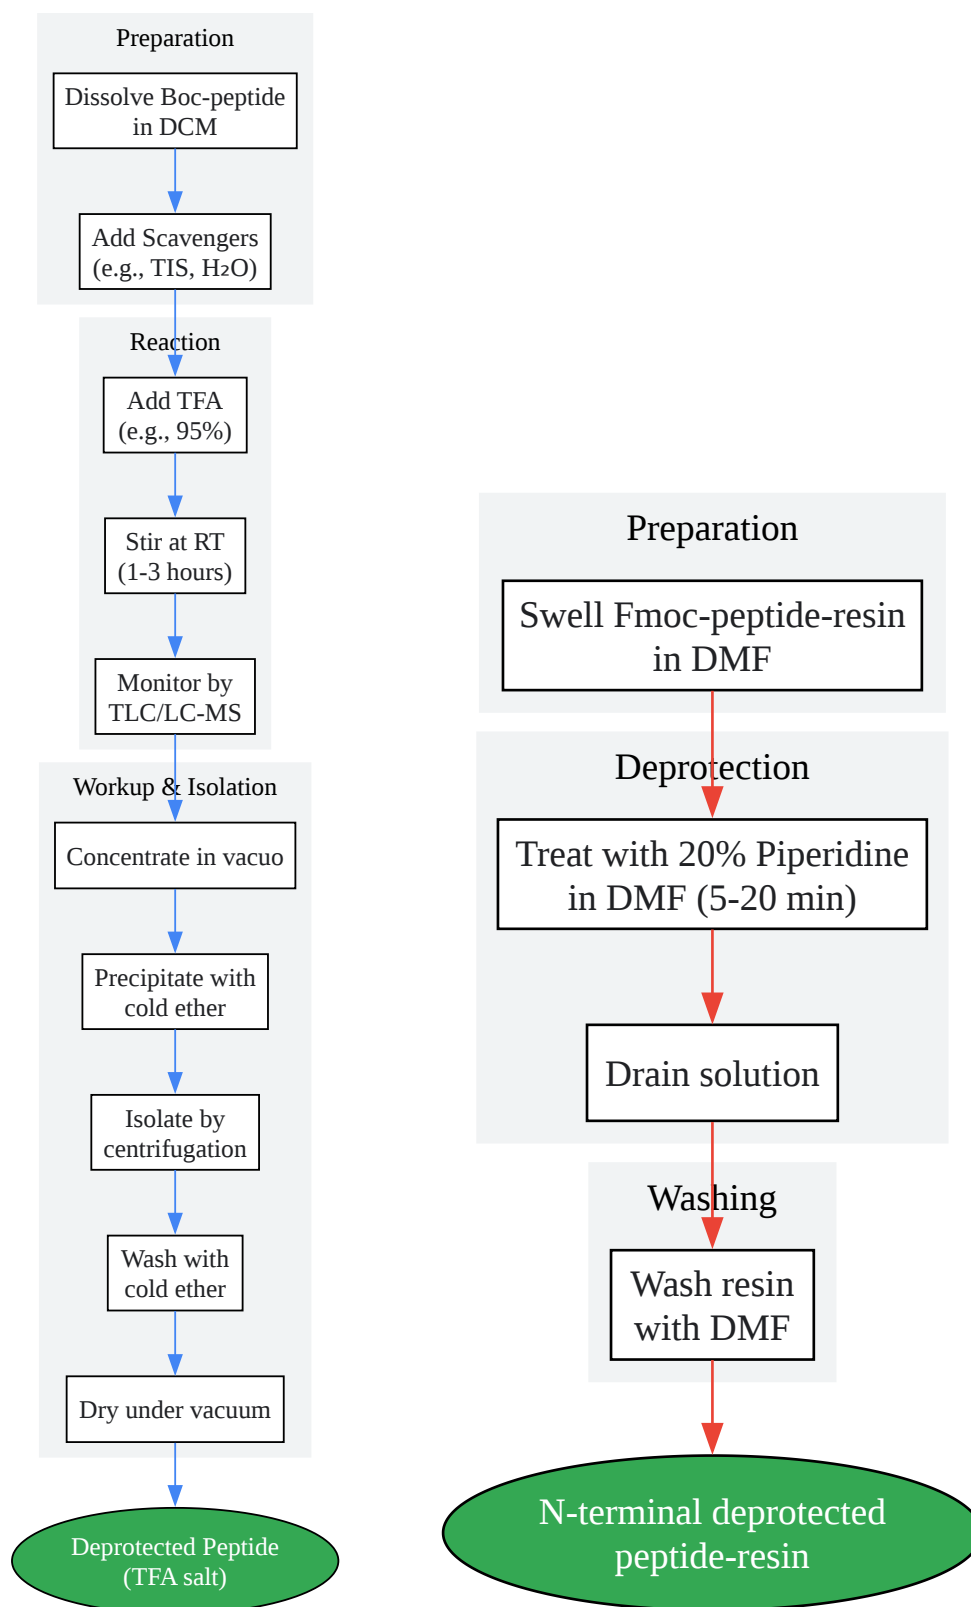 Preparation
Dissolve Boc-peptide
in DCM
Add Scavengers
(e.g., TIS, H₂O)
Reaction
Add TFA
(e.g., 95%)
Stir at RT
(1-3 hours)
Monitor by
TLC/LC-MS
Workup & Isolation
Concentrate in vacuo
Precipitate with
cold ether
Isolate by
centrifugation
Wash with
cold ether
Dry under vacuum
Deprotected Peptide
(TFA salt)
Preparation
Swell Fmoc-peptide-resin
in DMF
Deprotection
Treat with 20% Piperidine
in DMF (5-20 min)
Drain solution
Washing
Wash resin
with DMF
N-terminal deprotected
peptide-resin